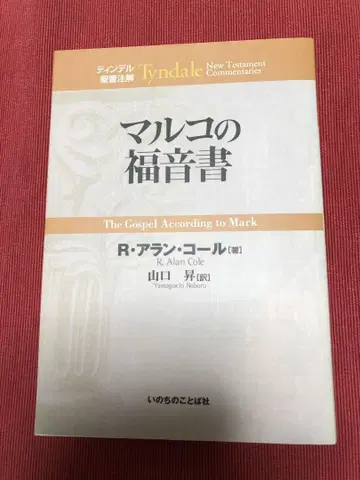 ティンデル
聖書注解
Tyndale New Testament
Commentaries
マルコの
福音書
The Gospel According to Mark
R・アラン・コール[著]
R. Alan Cole
山口 昇[訳]
Yamaguchi Noboru
いのちのことば社